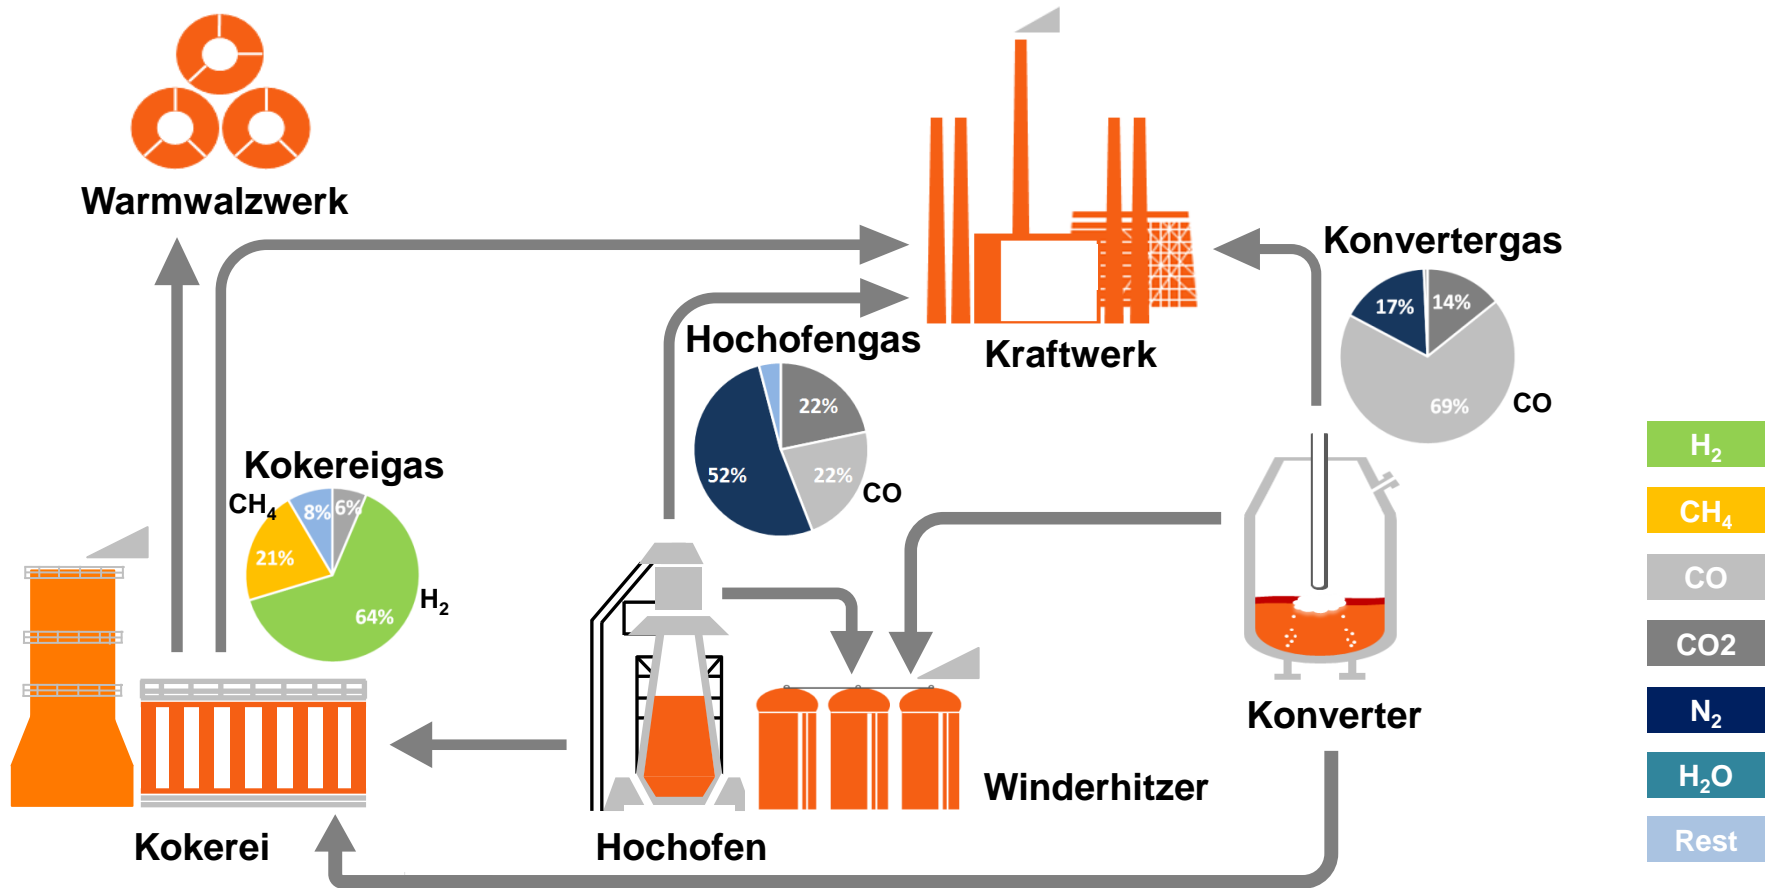 Warmwalzwerk
Kraftwerk
Konvertergas
17%
14%
69%
CO
Hochofengas
22%
52%
22%
CO
Kokereigas
CH₄
8%
6%
21%
64%
H₂
H₂
CH₄
CO
CO2
N₂
H₂O
Rest
Konverter
Winderhitzer
Kokerei
Hochofen